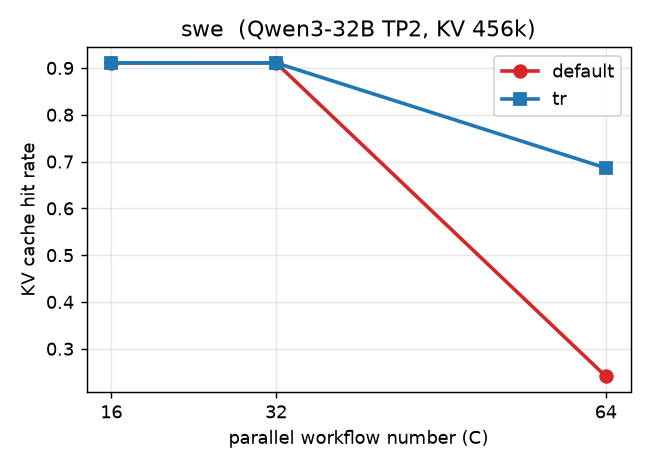 swe  (Qwen3-32B TP2, KV 456k)
default
tr
KV cache hit rate
0.9
0.8
0.7
0.6
0.5
0.4
0.3
16
32
64
parallel workflow number (C)